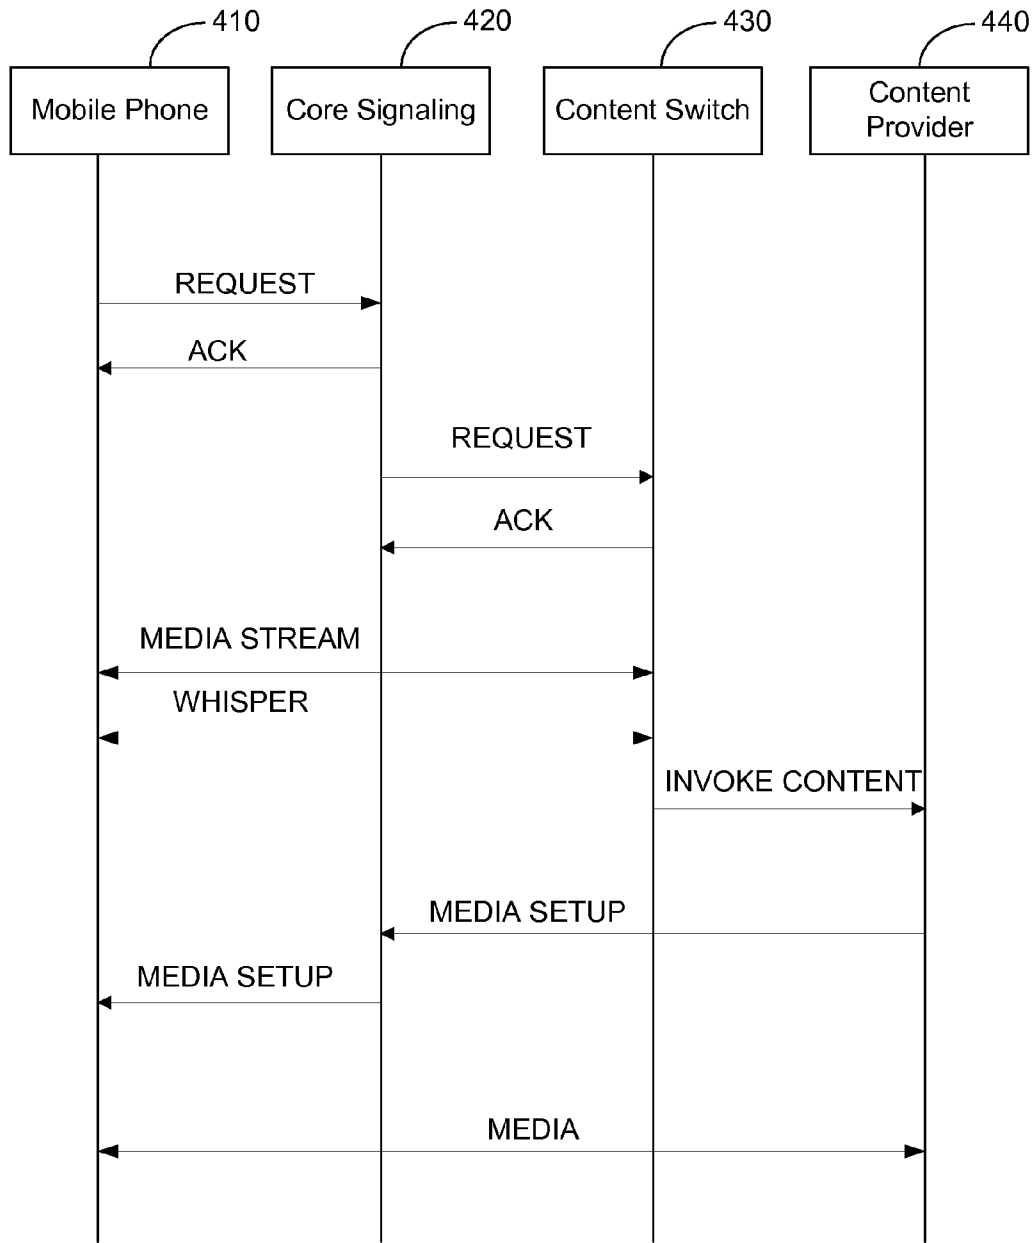 410
420
430
440
Mobile Phone
Core Signaling
Content Switch
Content
Provider
REQUEST
ACK
REQUEST
ACK
MEDIA STREAM
WHISPER
INVOKE CONTENT
MEDIA SETUP
MEDIA SETUP
MEDIA